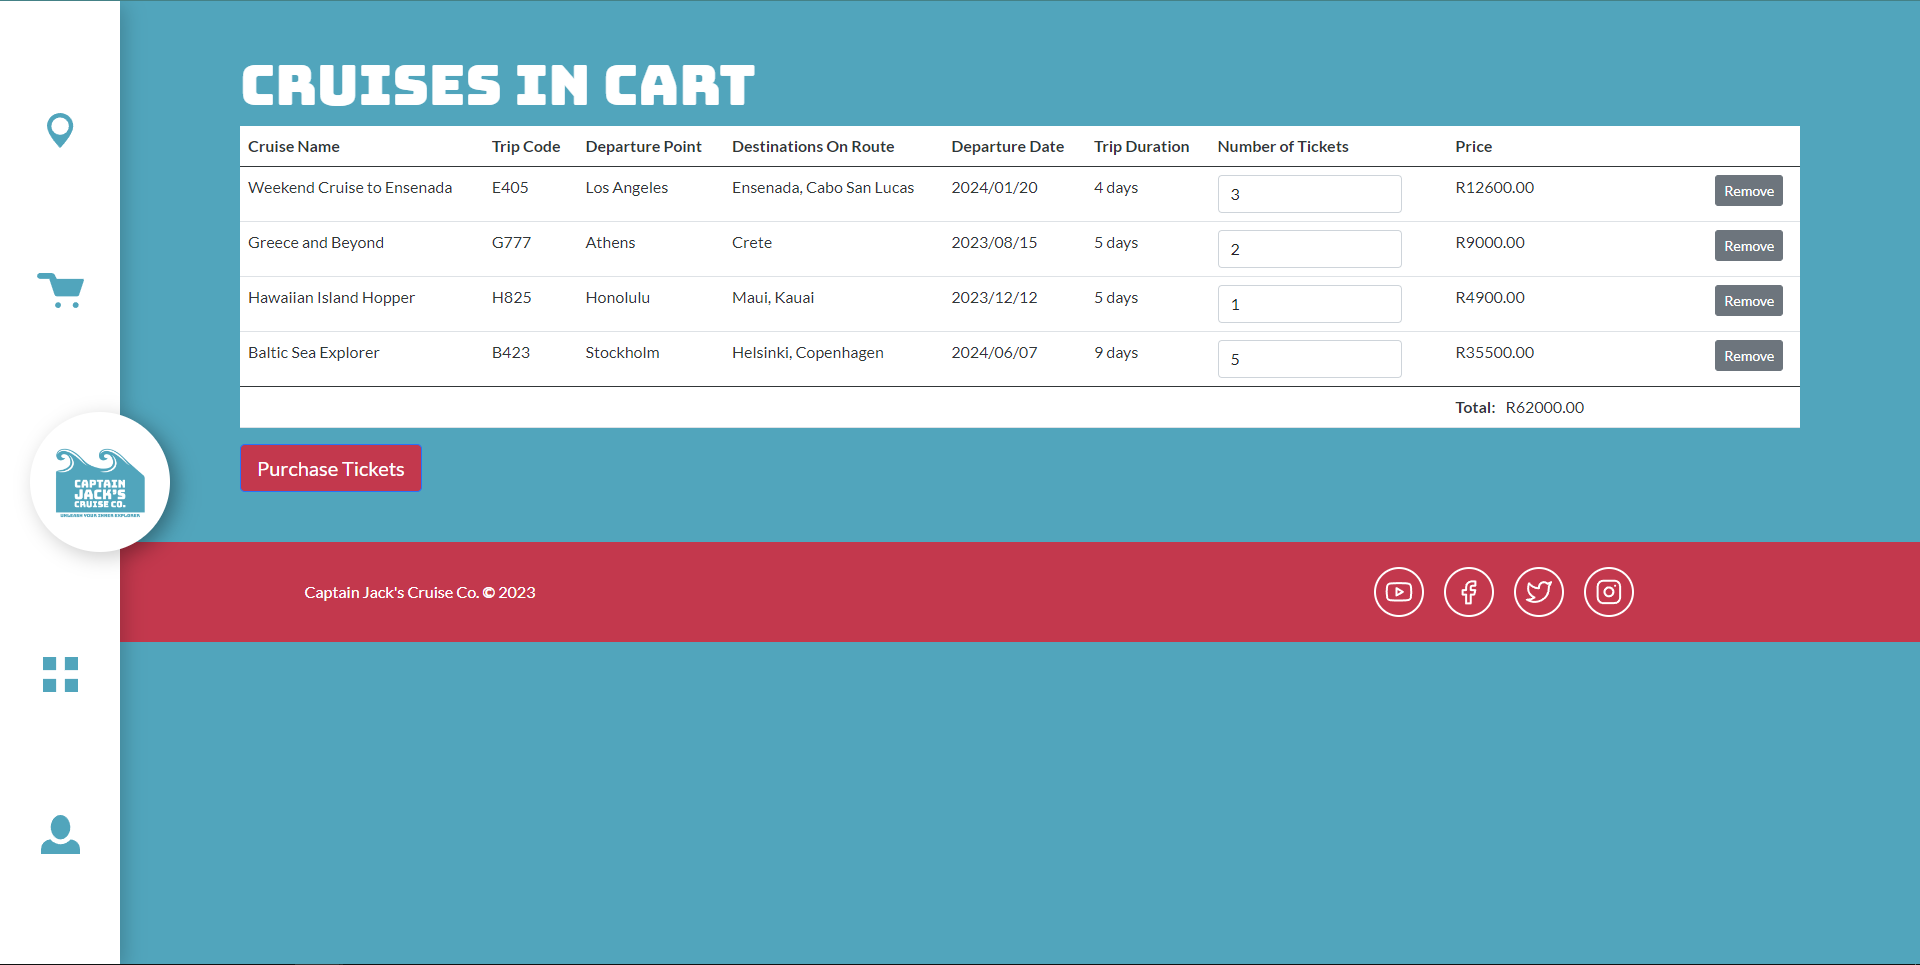 CRUISES IN CART
Cruise Name Trip Code Departure Point Destinations On Route Departure Date Trip Duration Number of Tickets Price
Weekend Cruise to Ensenada E405 Los Angeles Ensenada, Cabo San Lucas 2024/01/20 4 days 3 R12600.00 Remove
Greece and Beyond G777 Athens Crete 2023/08/15 5 days 2 R9000.00 Remove
Hawaiian Island Hopper H825 Honolulu Maui, Kauai 2023/12/12 5 days 1 R4900.00 Remove
Baltic Sea Explorer B423 Stockholm Helsinki, Copenhagen 2024/06/07 9 days 5 R35500.00 Remove
Total: R62000.00
Purchase Tickets
CAPTAIN
JACK'S
CRUISE CO.
UNLEASH YOUR INNER EXPLORER
Captain Jack's Cruise Co. © 2023